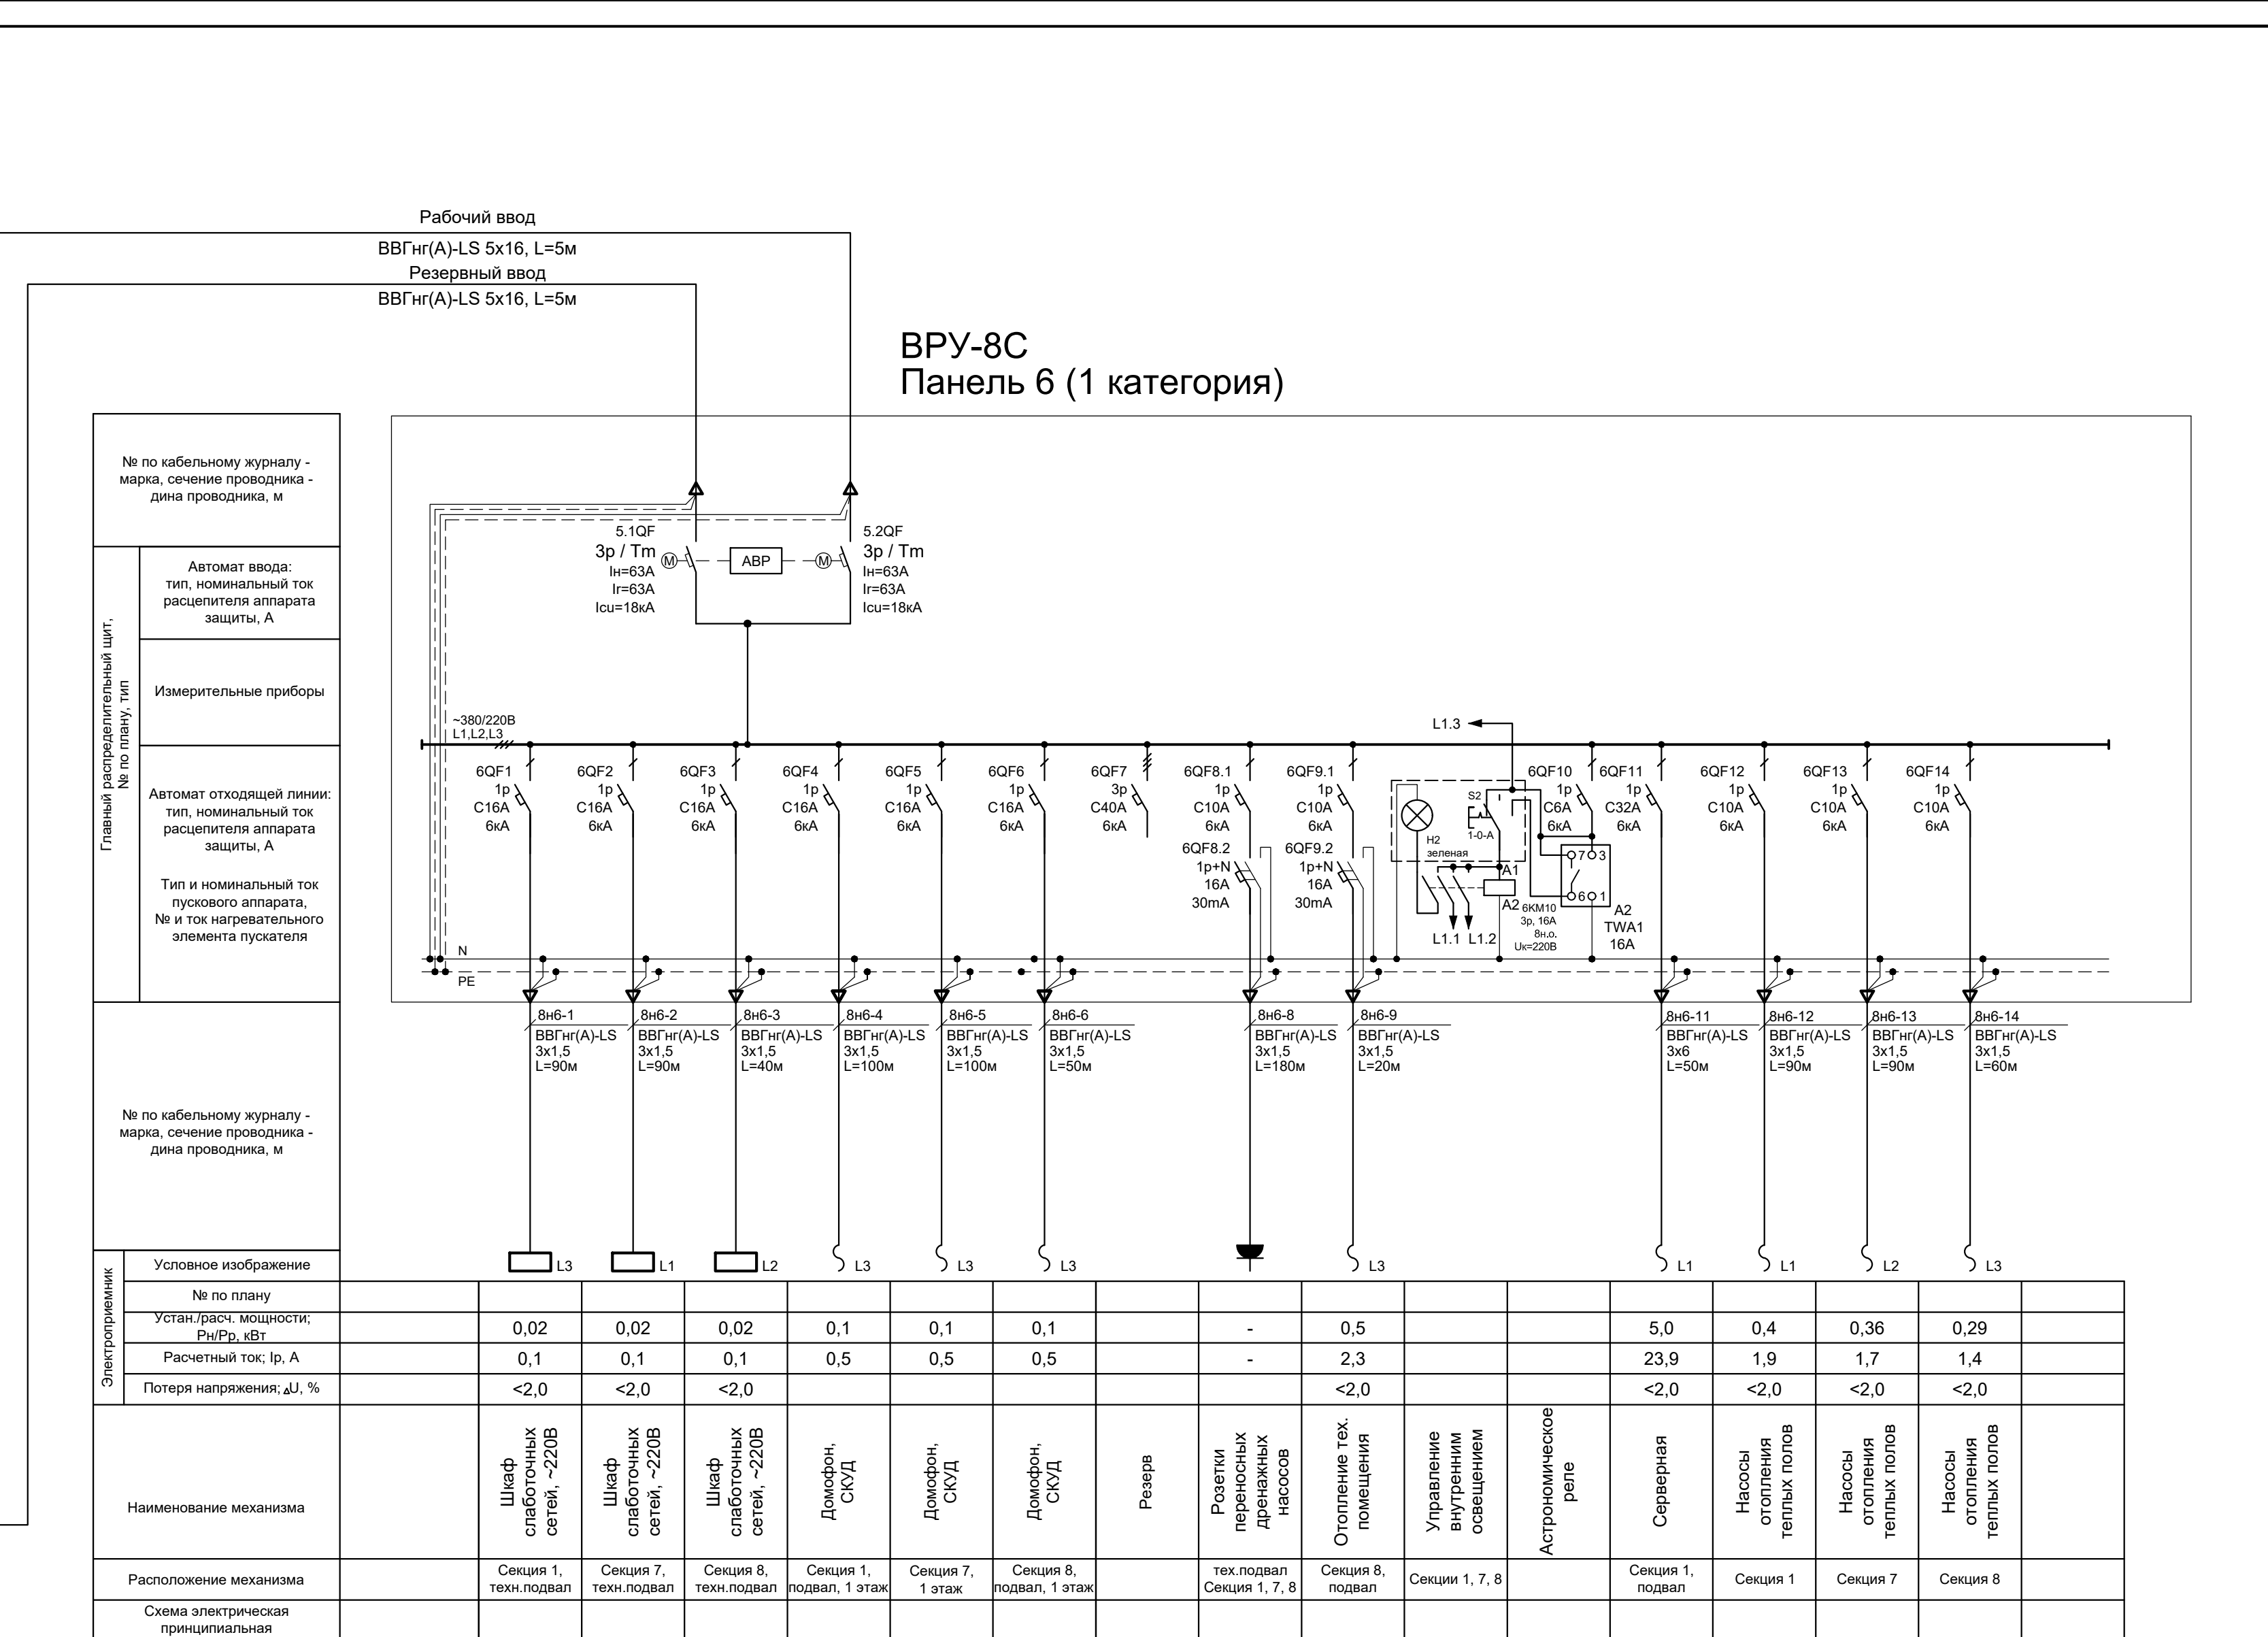 Рабочий ввод
ВВГнг(А)-LS 5х16, L=5м
Резервный ввод
ВВГнг(А)-LS 5х16, L=5м
ВРУ-8С
Панель 6 (1 категория)
№ по кабельному журналу -
марка, сечение проводника -
дина проводника, м
Главный распределительный щит,
№ по плану, тип
Автомат ввода:
тип, номинальный ток
расцепителя аппарата
защиты, А
Измерительные приборы
Автомат отходящей линии:
тип, номинальный ток
расцепителя аппарата
защиты, А
Тип и номинальный ток
пускового аппарата,
№ и ток нагревательного
элемента пускателя
5.1QF
3р / Tm
Iн=63А
Ir=63А
Icu=18кА
М
АВР
М
5.2QF
3р / Tm
Iн=63А
Ir=63А
Icu=18кА
~380/220В
L1,L2,L3
L1.3
6QF1
1р
С16А
6кА
6QF2
1р
С16А
6кА
6QF3
1р
С16А
6кА
6QF4
1р
С16А
6кА
6QF5
1р
С16А
6кА
6QF6
1р
С16А
6кА
6QF7
3р
С40А
6кА
6QF8.1
1р
С10А
6кА
6QF8.2
1р+N
16А
30mA
6QF9.1
1р
С10А
6кА
6QF9.2
1р+N
16А
30mA
S2
1-0-А
Н2
зеленая
А1
А2
6КМ10
3р, 16А
8н.о.
Uк=220В
L1.1 L1.2
6QF10
1р
С6А
6кА
7 3
6 1
А2
TWA1
16А
6QF11
1р
С32А
6кА
6QF12
1р
С10А
6кА
6QF13
1р
С10А
6кА
6QF14
1р
С10А
6кА
N
PE
№ по кабельному журналу -
марка, сечение проводника -
дина проводника, м
8н6-1
ВВГнг(А)-LS
3х1,5
L=90м
8н6-2
ВВГнг(А)-LS
3х1,5
L=90м
8н6-3
ВВГнг(А)-LS
3х1,5
L=40м
8н6-4
ВВГнг(А)-LS
3х1,5
L=100м
8н6-5
ВВГнг(А)-LS
3х1,5
L=100м
8н6-6
ВВГнг(А)-LS
3х1,5
L=50м
8н6-8
ВВГнг(А)-LS
3х1,5
L=180м
8н6-9
ВВГнг(А)-LS
3х1,5
L=20м
8н6-11
ВВГнг(А)-LS
3х6
L=50м
8н6-12
ВВГнг(А)-LS
3х1,5
L=90м
8н6-13
ВВГнг(А)-LS
3х1,5
L=90м
8н6-14
ВВГнг(А)-LS
3х1,5
L=60м
Электроприемник
Условное изображение
L3 L1 L2 L3 L3 L3 L3 L1 L1 L2 L3
№ по плану
Устан./расч. мощности;
Рн/Рр, кВт
0,02 0,02 0,02 0,1 0,1 0,1 - 0,5 5,0 0,4 0,36 0,29
Расчетный ток; Iр, А
0,1 0,1 0,1 0,5 0,5 0,5 - 2,3 23,9 1,9 1,7 1,4
Потеря напряжения; ΔU, %
<2,0 <2,0 <2,0 <2,0 <2,0 <2,0 <2,0 <2,0
Наименование механизма
Шкаф
слаботочных
сетей, ~220В
Шкаф
слаботочных
сетей, ~220В
Шкаф
слаботочных
сетей, ~220В
Домофон,
СКУД
Домофон,
СКУД
Домофон,
СКУД
Резерв
Розетки
переносных
дренажных
насосов
Отопление тех.
помещения
Управление
внутренним
освещением
Астрономическое
реле
Серверная
Насосы
отопления
теплых полов
Насосы
отопления
теплых полов
Насосы
отопления
теплых полов
Расположение механизма
Секция 1,
техн.подвал
Секция 7,
техн.подвал
Секция 8,
техн.подвал
Секция 1,
подвал, 1 этаж
Секция 7,
1 этаж
Секция 8,
подвал, 1 этаж
тех.подвал
Секция 1, 7, 8
Секция 8,
подвал
Секции 1, 7, 8
Секция 1,
подвал
Секция 1
Секция 7
Секция 8
Схема электрическая
принципиальная